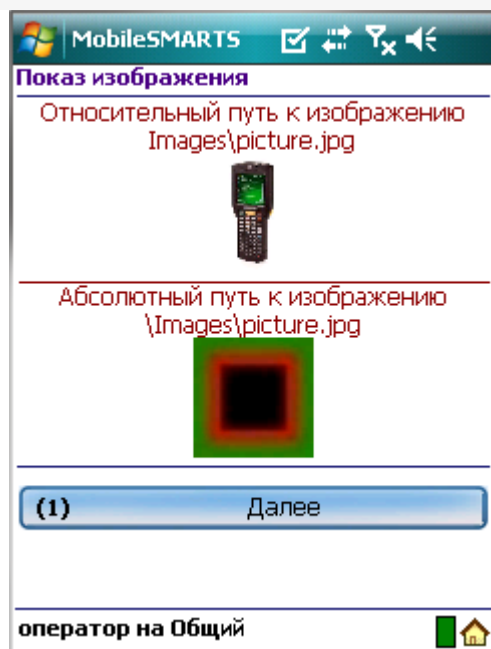 MobileSMARTS
Показ изображения
Относительный путь к изображению
Images\picture.jpg
Абсолютный путь к изображению
\Images\picture.jpg
(1) Далее
оператор на Общий